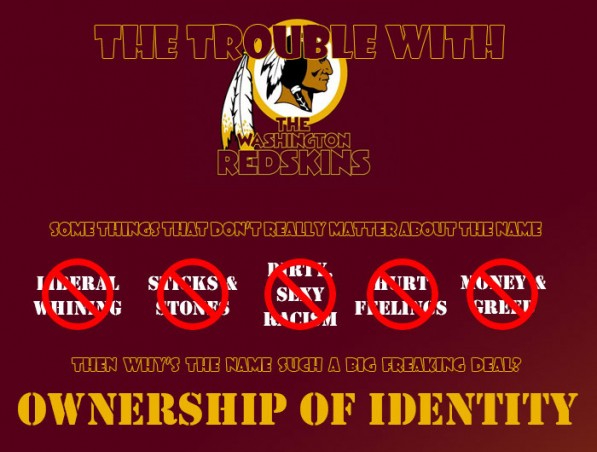 THE TROUBLE WITH
THE
WASHINGTON
REDSKINS
SOME THINGS THAT DON'T REALLY MATTER ABOUT THE NAME
LIBERAL WHINING
STICKS & STONES
DIRTY, SEXY RACISM
HURT FEELINGS
MONEY & GREED
THEN WHY'S THE NAME SUCH A BIG FREAKING DEAL?
OWNERSHIP OF IDENTITY